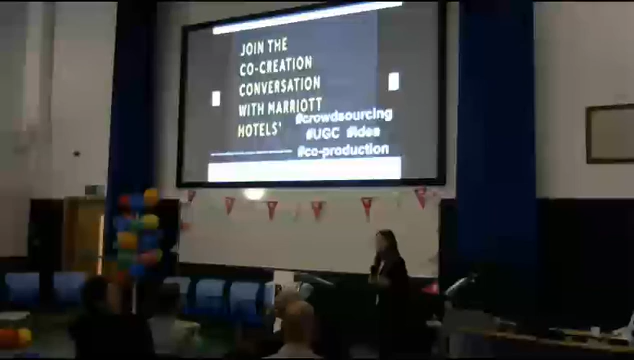 JOIN THE
CO-CREATION
CONVERSATION
WITH MARRIOTT
HOTELS'
#crowdsourcing
#UGC #idea
#co-production